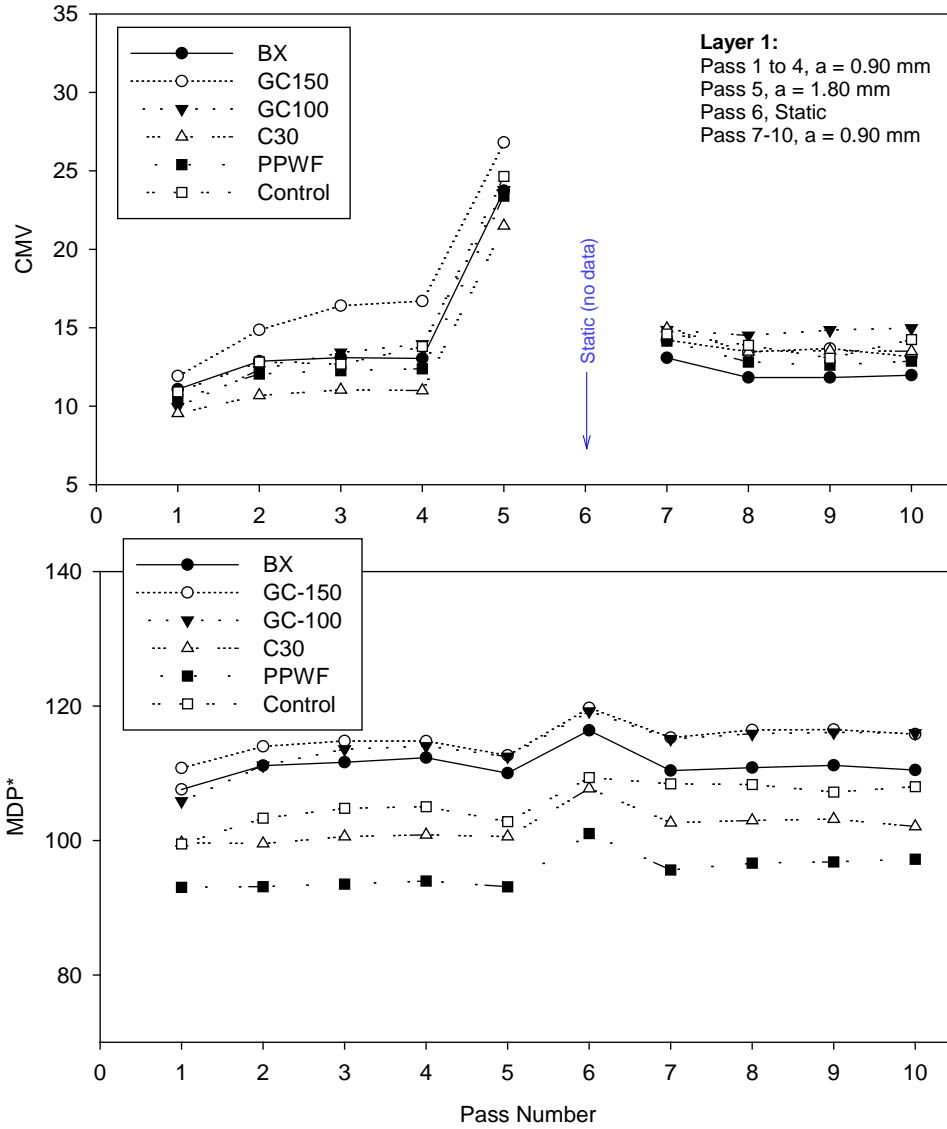 35
30
25
20
15
10
5
CMV
BX
GC150
GC100
C30
PPWF
Control
Layer 1:
Pass 1 to 4, a = 0.90 mm
Pass 5, a = 1.80 mm
Pass 6, Static
Pass 7-10, a = 0.90 mm
Static (no data)
0 1 2 3 4 5 6 7 8 9 10
140
120
100
80
MDP*
BX
GC-150
GC-100
C30
PPWF
Control
0 1 2 3 4 5 6 7 8 9 10
Pass Number